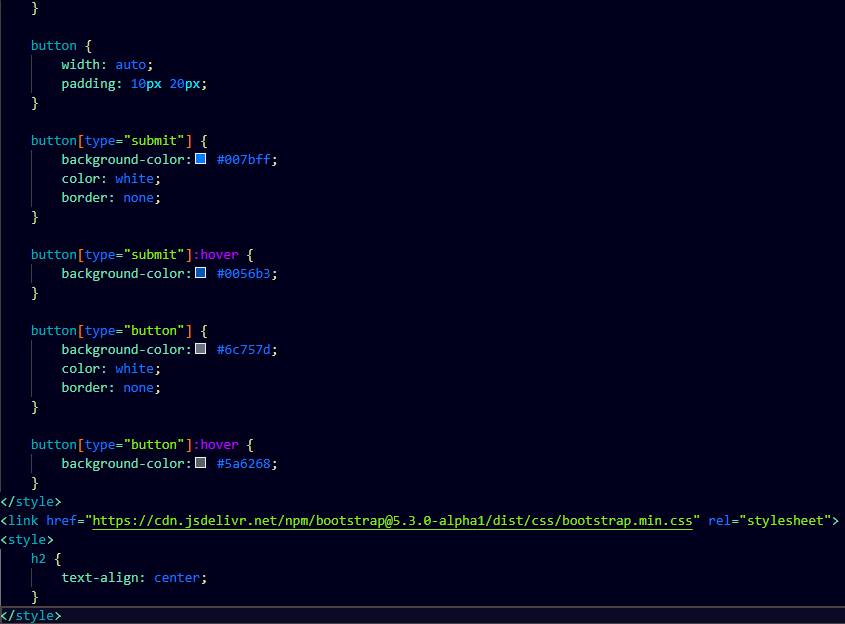 }
button {
width: auto;
padding: 10px 20px;
}
button[type="submit"] {
background-color: #007bff;
color: white;
border: none;
}
button[type="submit"]:hover {
background-color: #0056b3;
}
button[type="button"] {
background-color: #6c757d;
color: white;
border: none;
}
button[type="button"]:hover {
background-color: #5a6268;
}
</style>
<link href="https://cdn.jsdelivr.net/npm/bootstrap@5.3.0-alpha1/dist/css/bootstrap.min.css" rel="stylesheet">
<style>
h2 {
text-align: center;
}
</style>